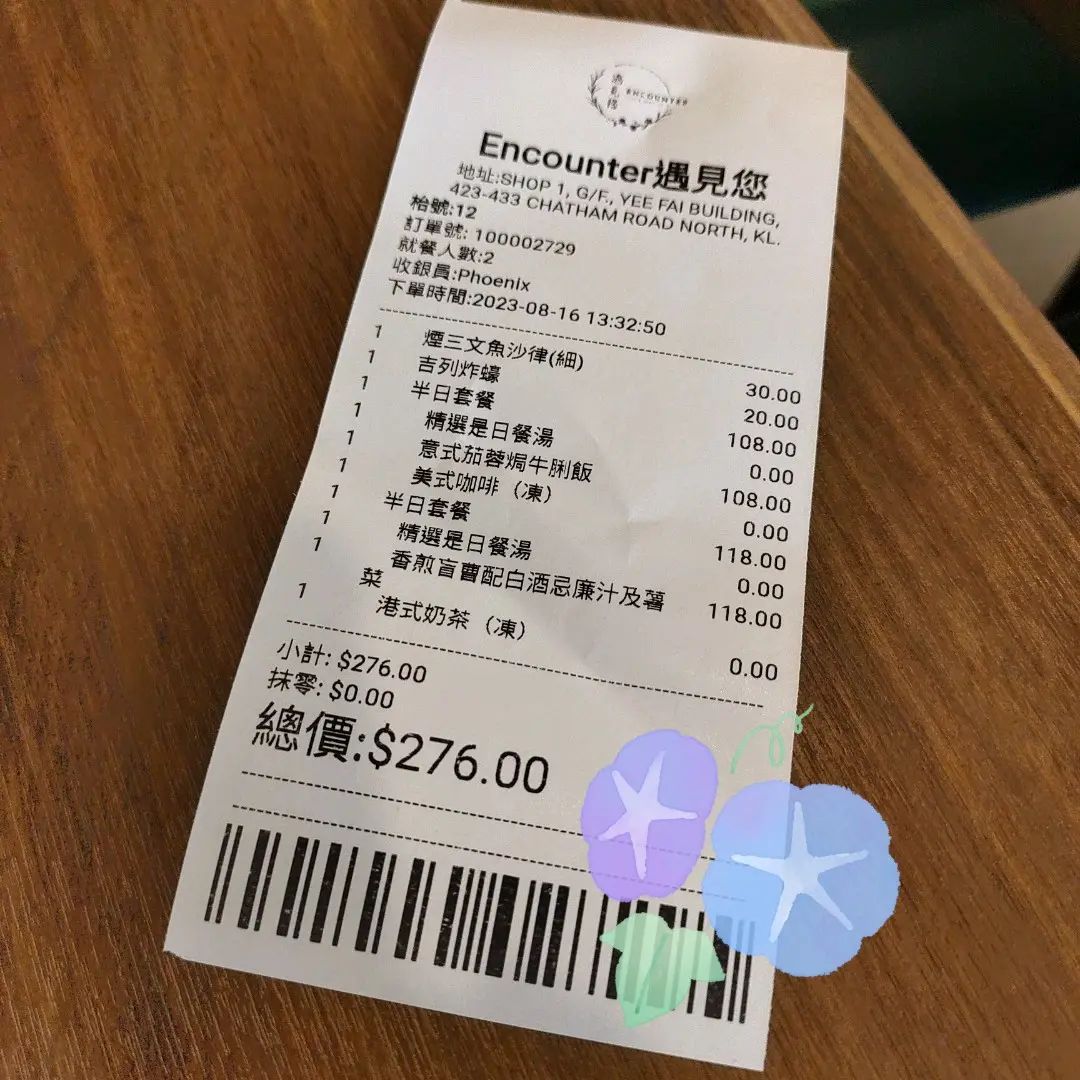 遇見您 ENCOUNTER
Encounter遇見您
地址:SHOP 1, G/F., YEE FAI BUILDING,
423-433 CHATHAM ROAD NORTH, KL.
枱號:12
訂單號: 100002729
就餐人數:2
收銀員:Phoenix
下單時間:2023-08-16 13:32:50
1 煙三文魚沙律(細) 30.00
1 吉列炸蠔 20.00
1 半日套餐 108.00
1 精選是日餐湯 0.00
1 意式茄蓉焗牛脷飯 108.00
1 美式咖啡（凍） 0.00
1 半日套餐 118.00
1 精選是日餐湯 0.00
1 香煎盲曹配白酒忌廉汁及薯 118.00
菜
1 港式奶茶（凍） 0.00
小計: $276.00
抹零: $0.00
總價:$276.00